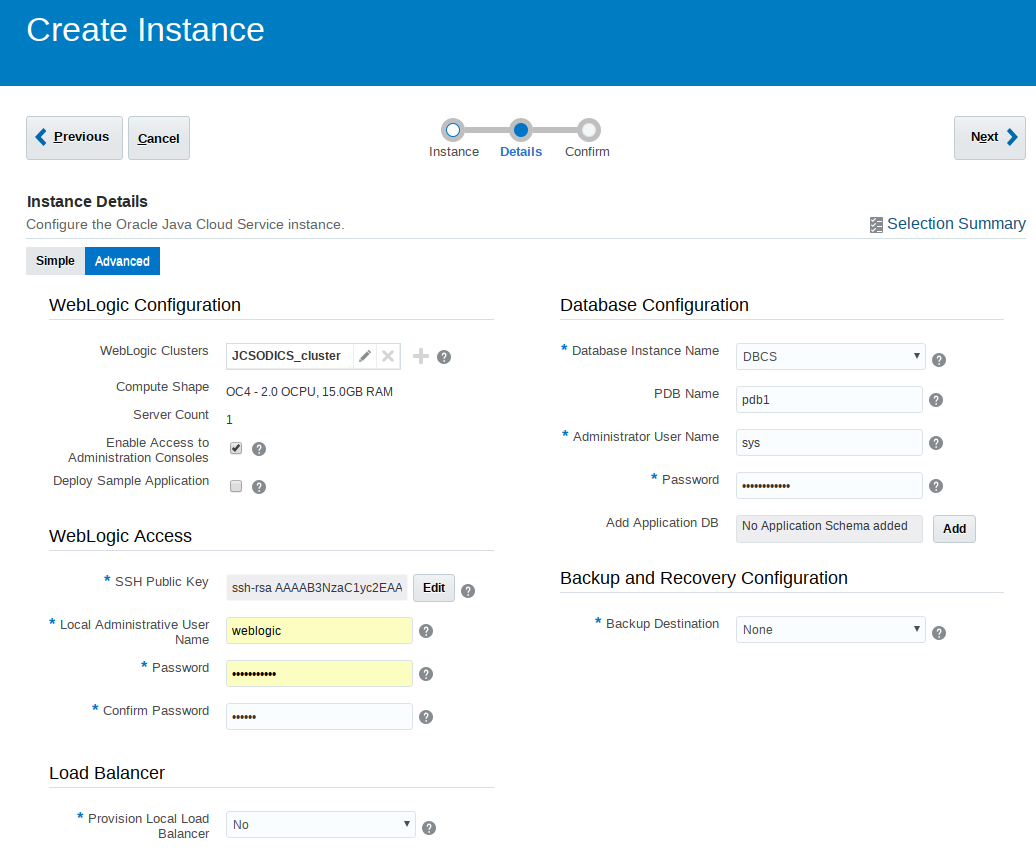 Create Instance
Previous
Cancel
Instance
Details
Confirm
Next
Instance Details
Configure the Oracle Java Cloud Service instance.
Selection Summary
Simple
Advanced
WebLogic Configuration
WebLogic Clusters
JCSODICS_cluster
?
Compute Shape
OC4 - 2.0 OCPU, 15.0GB RAM
Server Count
1
Enable Access to
Administration Consoles
?
Deploy Sample Application
?
WebLogic Access
* SSH Public Key
ssh-rsa AAAAB3NzaC1yc2EAA
Edit
?
* Local Administrative User
Name
weblogic
?
* Password
•••••••••••
?
* Confirm Password
••••••
?
Load Balancer
* Provision Local Load
Balancer
No
?
Database Configuration
* Database Instance Name
DBCS
?
PDB Name
pdb1
?
* Administrator User Name
sys
?
* Password
••••••••••••
?
Add Application DB
No Application Schema added
Add
Backup and Recovery Configuration
* Backup Destination
None
?